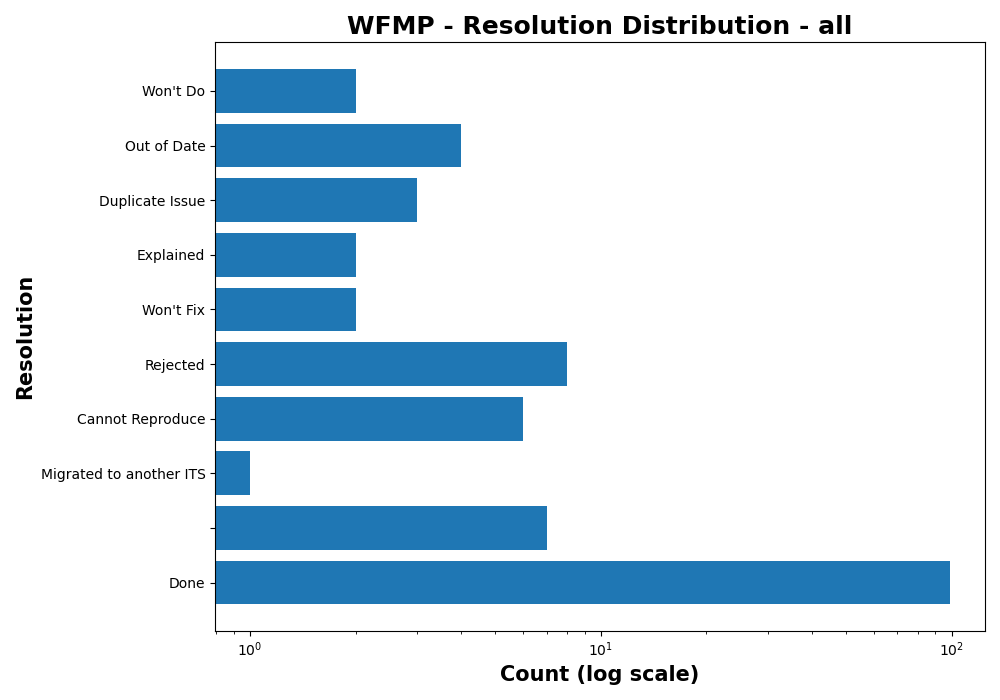 WFMP - Resolution Distribution - all
Won't Do
Out of Date
Duplicate Issue
Explained
Won't Fix
Rejected
Cannot Reproduce
Migrated to another ITS
Done
Resolution
10⁰
10¹
10²
Count (log scale)